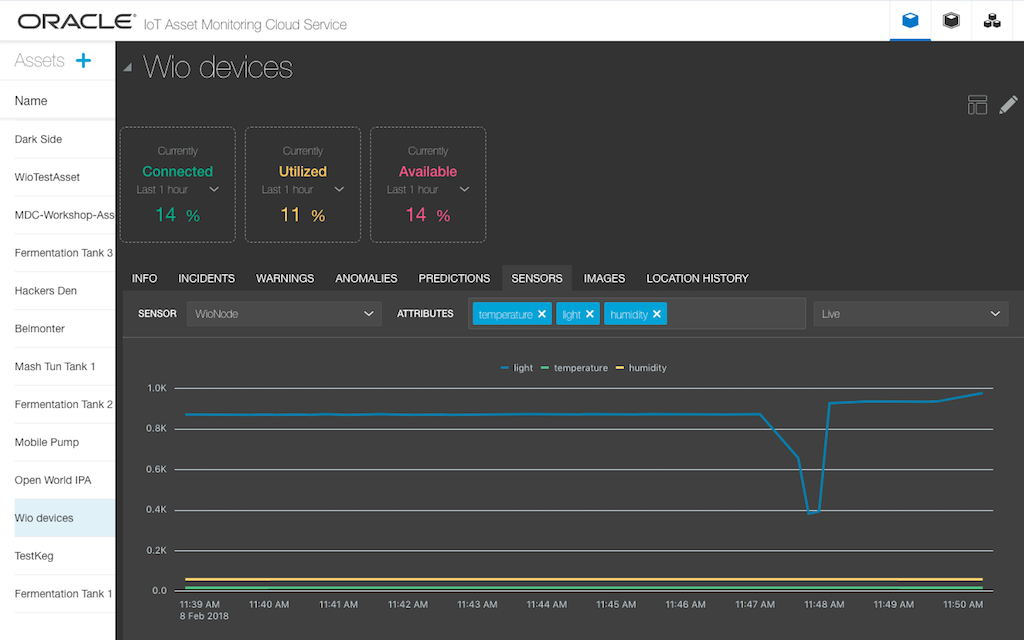 ORACLE® IoT Asset Monitoring Cloud Service
Assets
Wio devices
Name
Dark Side
WioTestAsset
MDC-Workshop-Ass
Fermentation Tank 3
Hackers Den
Belmonter
Mash Tun Tank 1
Fermentation Tank 2
Mobile Pump
Open World IPA
Wio devices
TestKeg
Fermentation Tank 1
Currently
Connected
Last 1 hour
14 %
Currently
Utilized
Last 1 hour
11 %
Currently
Available
Last 1 hour
14 %
INFO INCIDENTS WARNINGS ANOMALIES PREDICTIONS SENSORS IMAGES LOCATION HISTORY
SENSOR WioNode ATTRIBUTES temperature light humidity Live
light temperature humidity
1.0K
0.8K
0.6K
0.4K
0.2K
0.0
11:39 AM 11:40 AM 11:41 AM 11:42 AM 11:43 AM 11:44 AM 11:45 AM 11:46 AM 11:47 AM 11:48 AM 11:49 AM 11:50 AM
8 Feb 2018